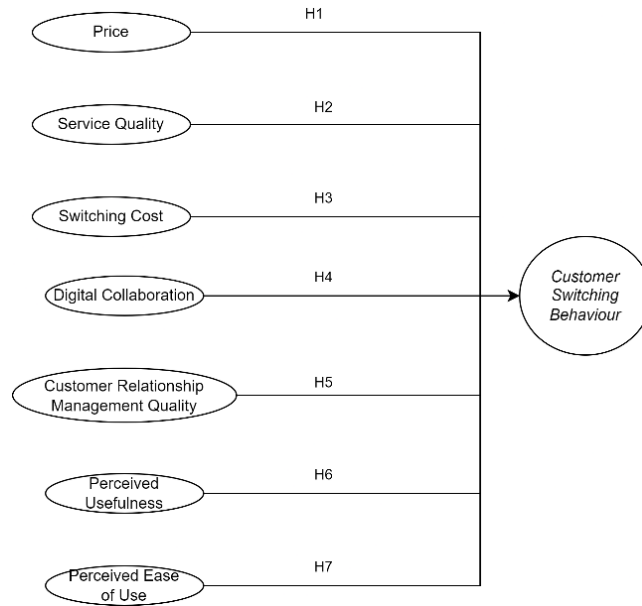 H1
Price
H2
Service Quality
H3
Switching Cost
H4
Digital Collaboration
Customer
Switching
Behaviour
H5
Customer Relationship
Management Quality
H6
Perceived
Usefulness
H7
Perceived Ease
of Use